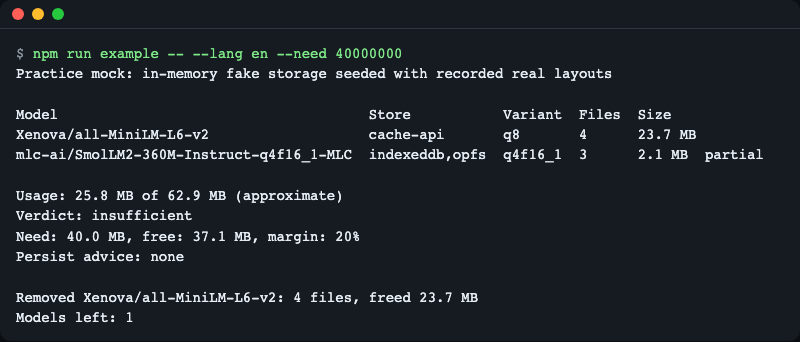 $ npm run example -- --lang en --need 40000000
Practice mock: in-memory fake storage seeded with recorded real layouts
Model Store Variant Files Size
Xenova/all-MiniLM-L6-v2 cache-api q8 4 23.7 MB
mlc-ai/SmolLM2-360M-Instruct-q4f16_1-MLC indexeddb,opfs q4f16_1 3 2.1 MB partial
Usage: 25.8 MB of 62.9 MB (approximate)
Verdict: insufficient
Need: 40.0 MB, free: 37.1 MB, margin: 20%
Persist advice: none
Removed Xenova/all-MiniLM-L6-v2: 4 files, freed 23.7 MB
Models left: 1